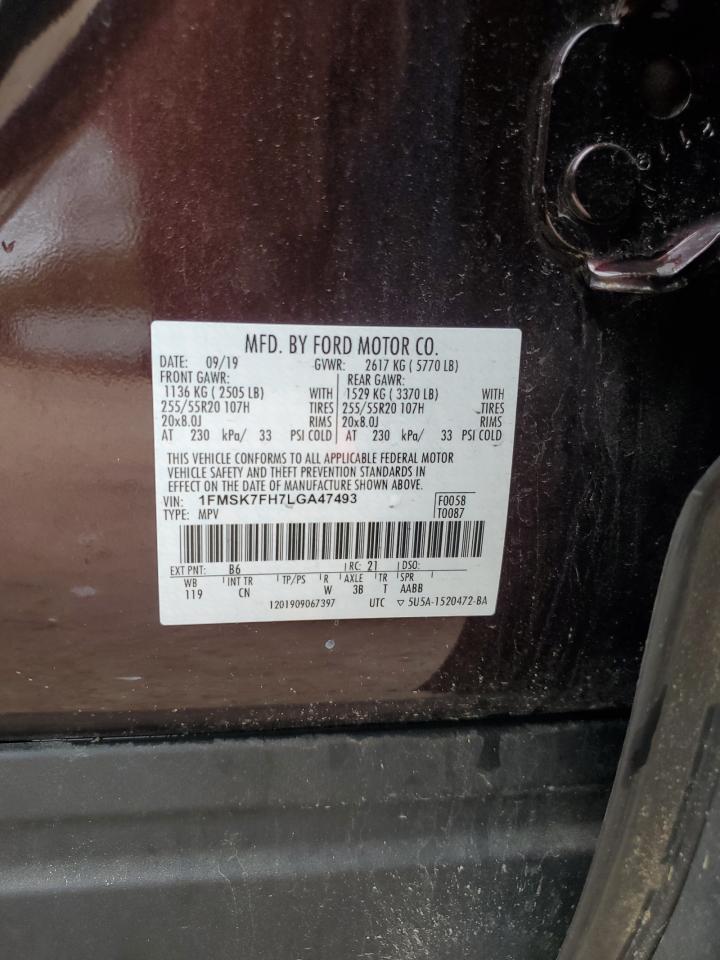 MFD. BY FORD MOTOR CO.
DATE: 09/19 GVWR: 2617 KG ( 5770 LB)
FRONT GAWR: REAR GAWR:
1136 KG ( 2505 LB) WITH 1529 KG ( 3370 LB) WITH
255/55R20 107H TIRES 255/55R20 107H TIRES
20x8.0J RIMS 20x8.0J RIMS
AT 230 kPa/ 33 PSI COLD AT 230 kPa/ 33 PSI COLD
THIS VEHICLE CONFORMS TO ALL APPLICABLE FEDERAL MOTOR
VEHICLE SAFETY AND THEFT PREVENTION STANDARDS IN
EFFECT ON THE DATE OF MANUFACTURE SHOWN ABOVE.
VIN: 1FMSK7FH7LGA47493 F0058
TYPE: MPV T0087
EXT PNT: B6 RC: 21 DSO:
WB INT TR TP/PS R AXLE TR SPR
119 CN W 3B T AABB
1201909067397 UTC ▽ 5U5A-1520472-BA